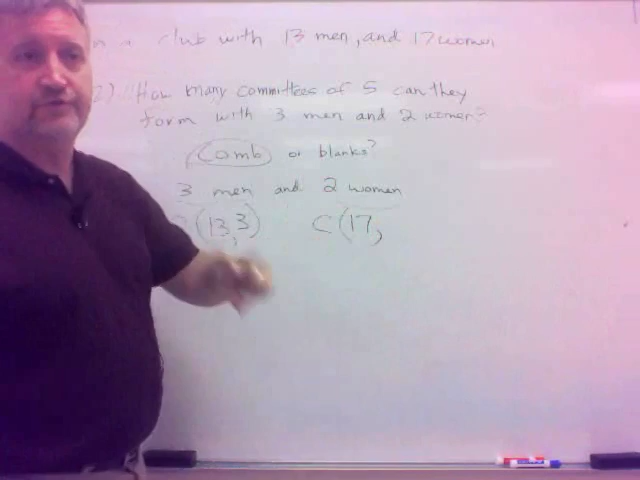 club with 13 men, and 17 women
2) How many committees of 5 can they
form with 3 men and 2 women?
Comb or blanks?
3 men and 2 women
(13, 3) C(17,